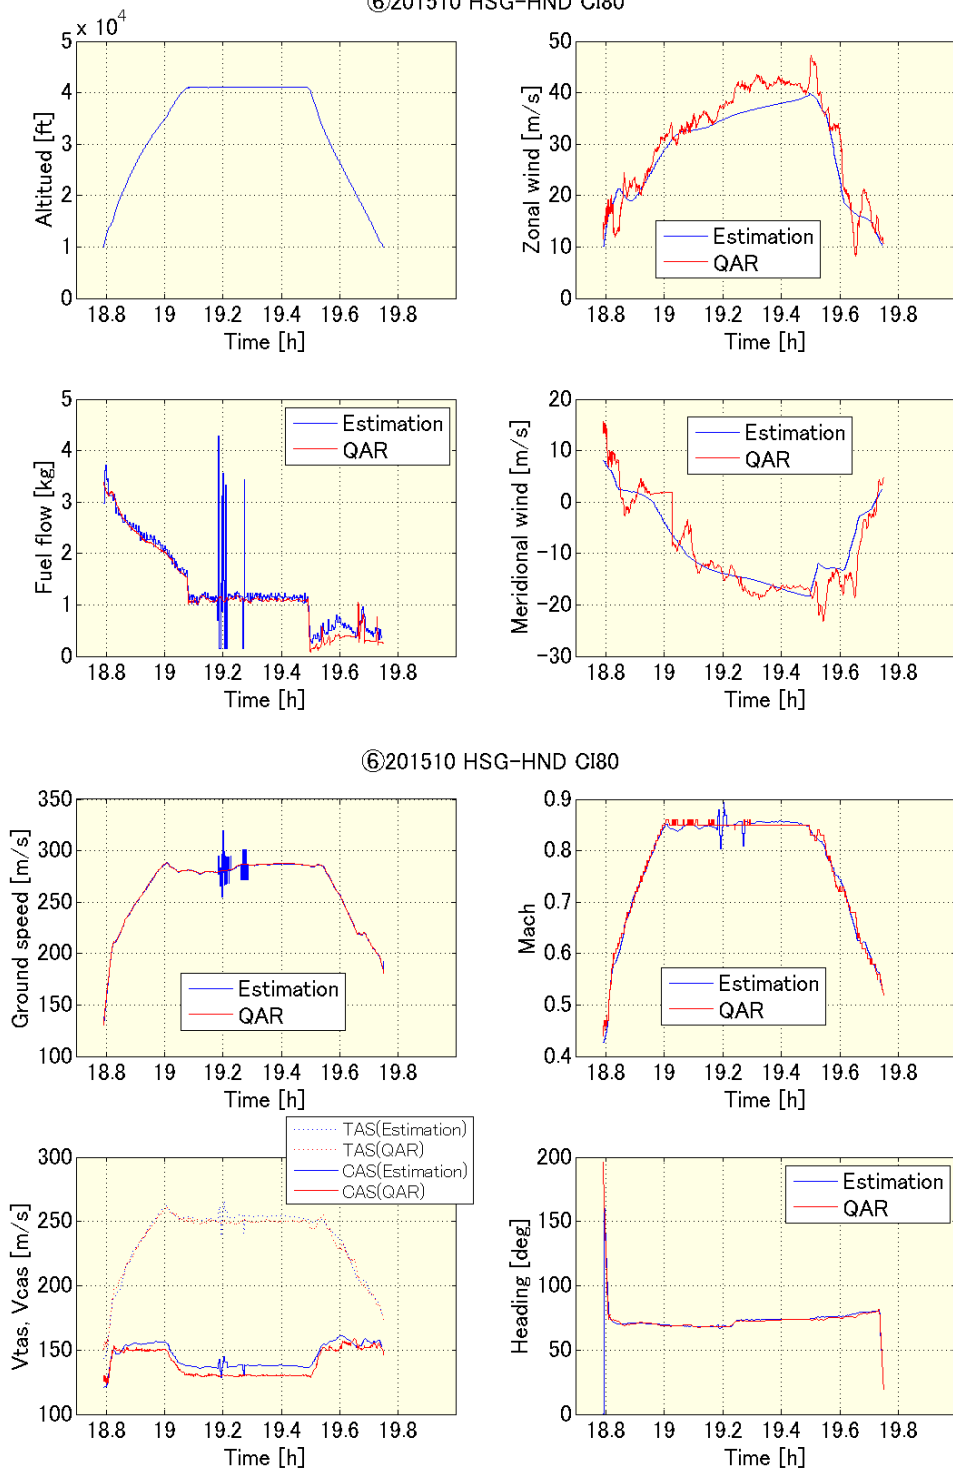 ⑥201510 HSG-HND CI80
5 x 10^4
4
3
2
1
0
Altitued [ft]
18.8 19 19.2 19.4 19.6 19.8
Time [h]
50
40
30
20
10
0
Zonal wind [m/s]
Estimation
QAR
18.8 19 19.2 19.4 19.6 19.8
Time [h]
5
4
3
2
1
0
Fuel flow [kg]
Estimation
QAR
18.8 19 19.2 19.4 19.6 19.8
Time [h]
20
10
0
-10
-20
-30
Meridional wind [m/s]
Estimation
QAR
18.8 19 19.2 19.4 19.6 19.8
Time [h]
⑥201510 HSG-HND CI80
350
300
250
200
150
100
Ground speed [m/s]
Estimation
QAR
18.8 19 19.2 19.4 19.6 19.8
Time [h]
0.9
0.8
0.7
0.6
0.5
0.4
Mach
Estimation
QAR
18.8 19 19.2 19.4 19.6 19.8
Time [h]
300
250
200
150
100
Vtas, Vcas [m/s]
TAS(Estimation)
TAS(QAR)
CAS(Estimation)
CAS(QAR)
18.8 19 19.2 19.4 19.6 19.8
Time [h]
200
150
100
50
0
Heading [deg]
Estimation
QAR
18.8 19 19.2 19.4 19.6 19.8
Time [h]